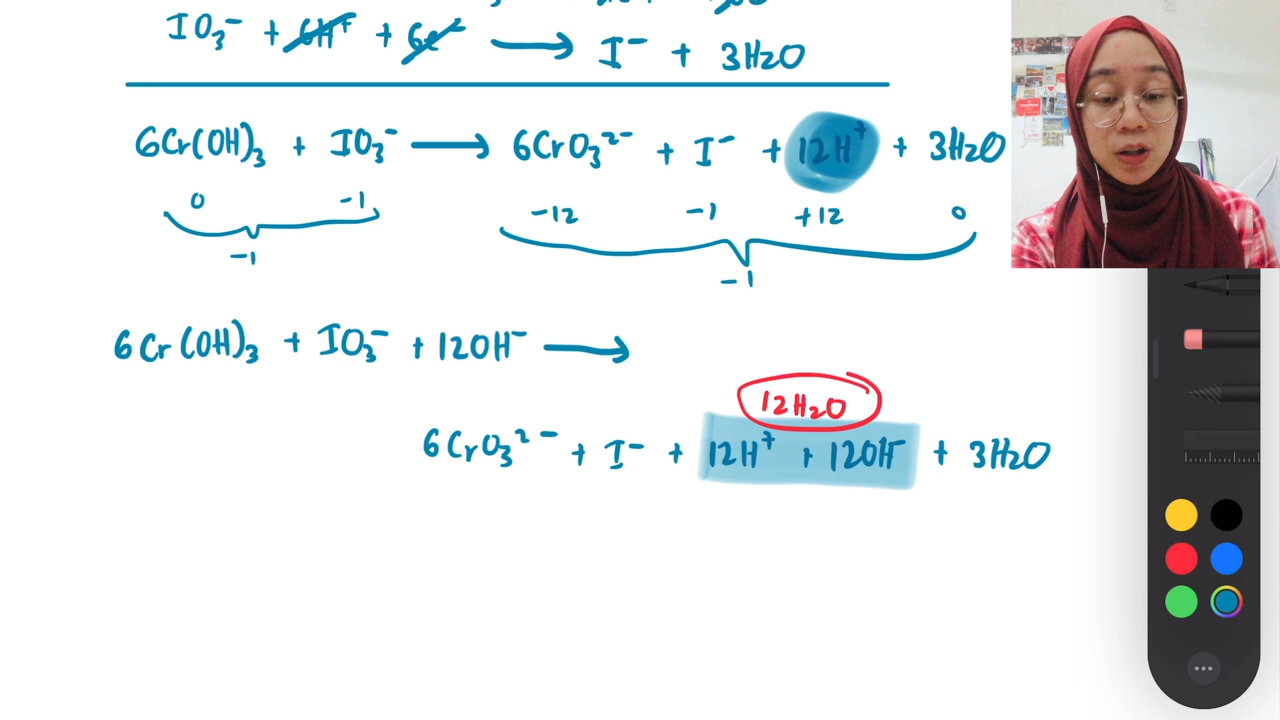 IO₃⁻ + 6H⁺ + 6e⁻ ⟶ I⁻ + 3H₂O
6Cr(OH)₃ + IO₃⁻ ⟶ 6CrO₃²⁻ + I⁻ + 12H⁺ + 3H₂O
0 -1 -12 -1 +12 0
-1 -1
6Cr(OH)₃ + IO₃⁻ + 12OH⁻ ⟶
12H₂O
6CrO₃²⁻ + I⁻ + 12H⁺ + 12OH⁻ + 3H₂O